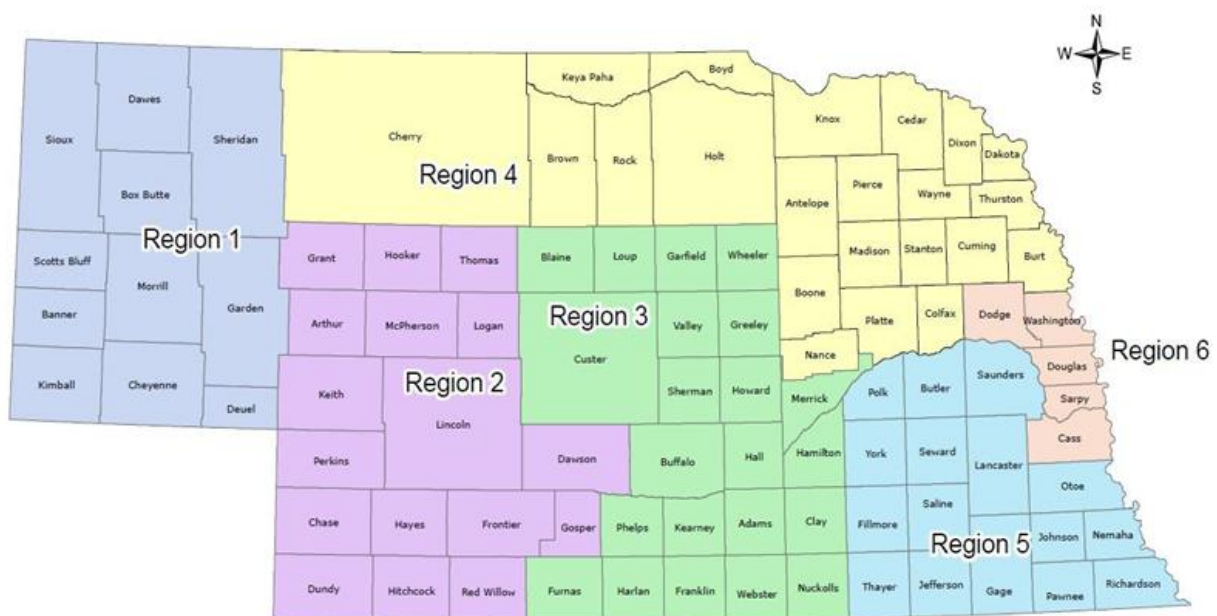 N
W E
S
Keya Paha
Boyd
Dawes
Sioux
Sheridan
Cherry
Knox
Cedar
Dixon
Dakota
Brown
Rock
Holt
Region 4
Box Butte
Antelope
Pierce
Wayne
Thurston
Region 1
Scotts Bluff
Morrill
Grant
Hooker
Thomas
Blaine
Loup
Garfield
Wheeler
Madison
Stanton
Cuming
Burt
Banner
Garden
Arthur
McPherson
Logan
Region 3
Valley
Greeley
Boone
Platte
Colfax
Dodge
Washington
Custer
Nance
Region 6
Douglas
Kimball
Cheyenne
Deuel
Keith
Region 2
Lincoln
Sherman
Howard
Merrick
Polk
Butler
Saunders
Sarpy
Cass
Perkins
Dawson
Buffalo
Hall
Hamilton
York
Seward
Lancaster
Otoe
Chase
Hayes
Frontier
Gosper
Phelps
Kearney
Adams
Clay
Fillmore
Saline
Region 5
Johnson
Nemaha
Dundy
Hitchcock
Red Willow
Furnas
Harlan
Franklin
Webster
Nuckolls
Thayer
Jefferson
Gage
Pawnee
Richardson